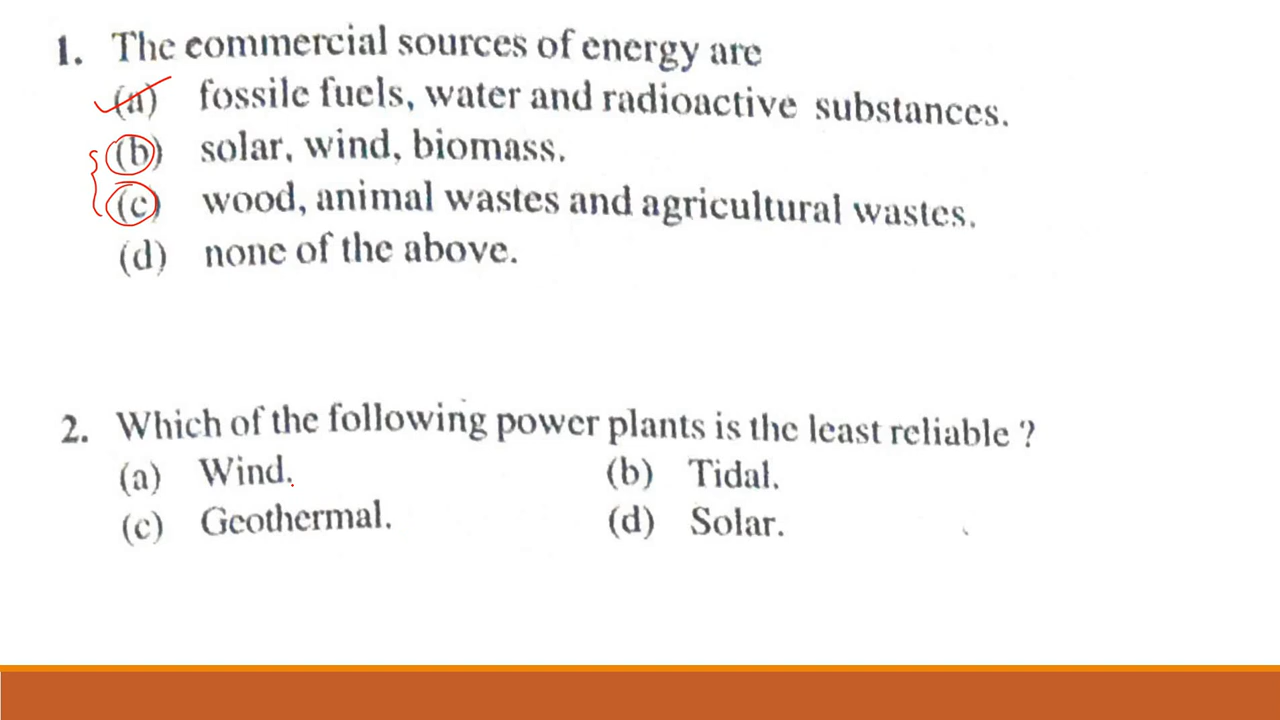 1. The commercial sources of energy are
(a) fossile fuels, water and radioactive substances.
(b) solar, wind, biomass.
(c) wood, animal wastes and agricultural wastes.
(d) none of the above.
2. Which of the following power plants is the least reliable ?
(a) Wind. (b) Tidal.
(c) Geothermal. (d) Solar.